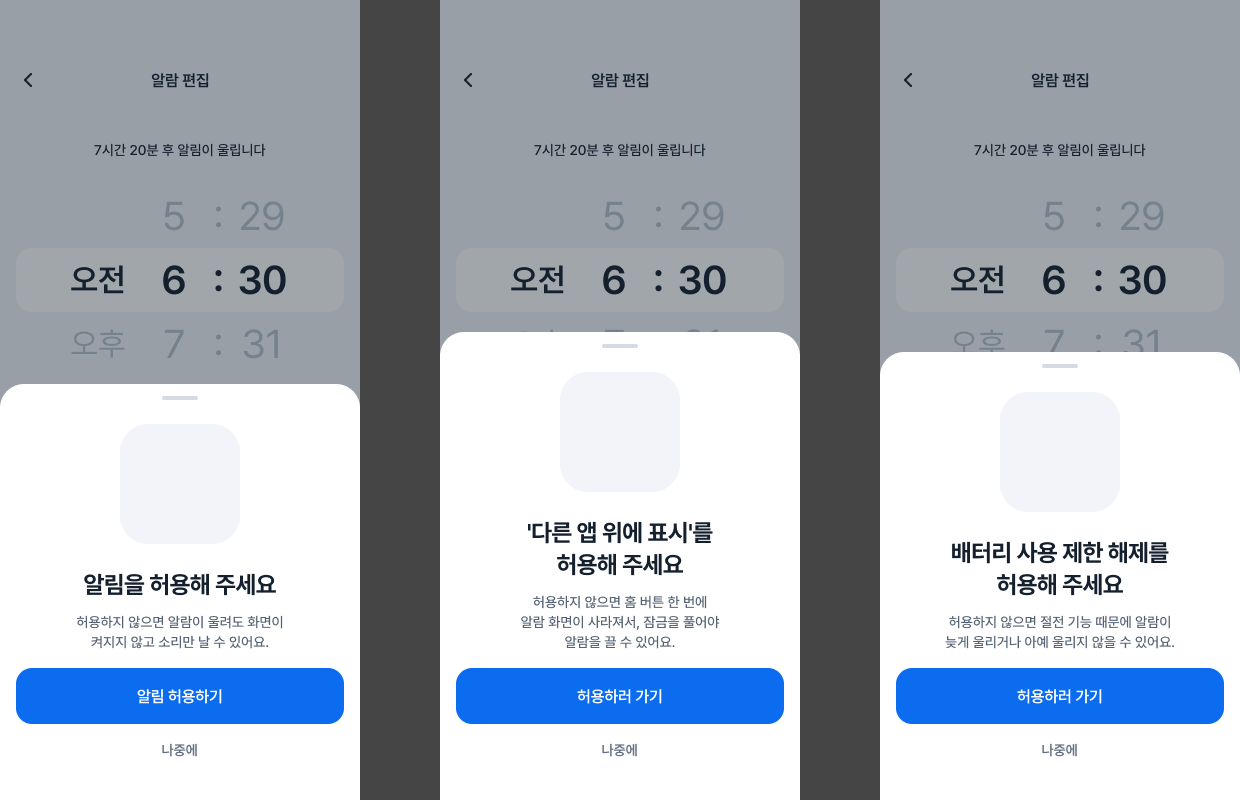 알람 편집
7시간 20분 후 알림이 울립니다
5 : 29
오전 6 : 30
오후 7 : 31
알림을 허용해 주세요
허용하지 않으면 알람이 울려도 화면이
켜지지 않고 소리만 날 수 있어요.
알림 허용하기
나중에
알람 편집
7시간 20분 후 알림이 울립니다
5 : 29
오전 6 : 30
'다른 앱 위에 표시'를
허용해 주세요
허용하지 않으면 홈 버튼 한 번에
알람 화면이 사라져서, 잠금을 풀어야
알람을 끌 수 있어요.
허용하러 가기
나중에
알람 편집
7시간 20분 후 알림이 울립니다
5 : 29
오전 6 : 30
오후 7 : 31
배터리 사용 제한 해제를
허용해 주세요
허용하지 않으면 절전 기능 때문에 알람이
늦게 울리거나 아예 울리지 않을 수 있어요.
허용하러 가기
나중에